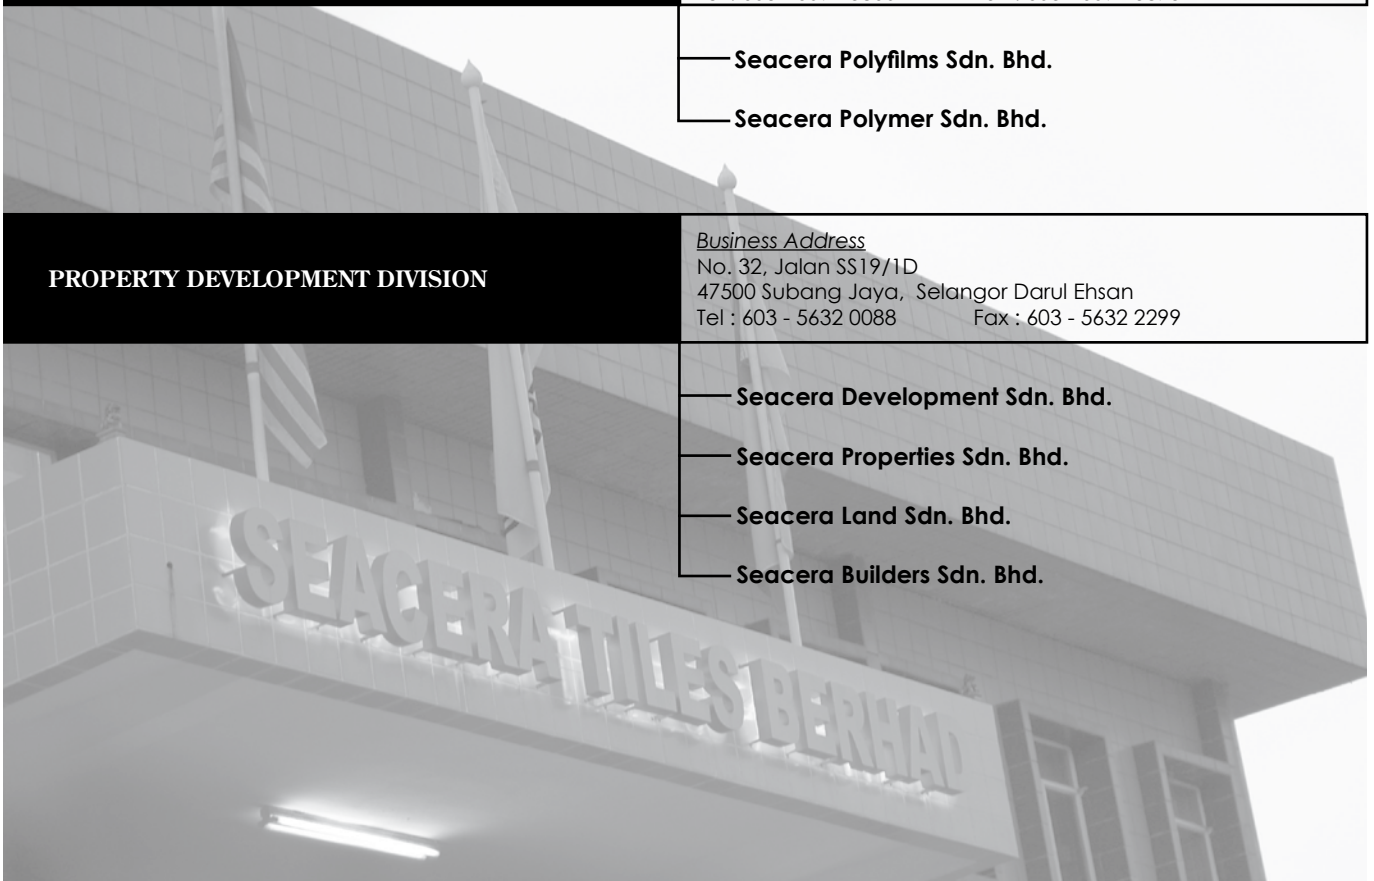 Seacera Polyfilms Sdn. Bhd.
Seacera Polymer Sdn. Bhd.
PROPERTY DEVELOPMENT DIVISION
Business Address
No. 32, Jalan SS19/1D
47500 Subang Jaya, Selangor Darul Ehsan
Tel : 603 - 5632 0088 Fax : 603 - 5632 2299
Seacera Development Sdn. Bhd.
Seacera Properties Sdn. Bhd.
Seacera Land Sdn. Bhd.
Seacera Builders Sdn. Bhd.
SEACERA TILES BERHAD